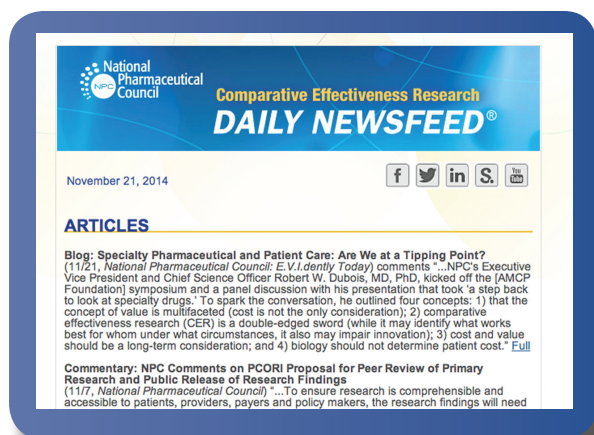 National
Pharmaceutical
Council
NPC
Comparative Effectiveness Research
DAILY NEWSFEED®
November 21, 2014
f in S. You Tube
ARTICLES
Blog: Specialty Pharmaceutical and Patient Care: Are We at a Tipping Point?
(11/21, National Pharmaceutical Council: E.V.I.dently Today) comments "...NPC's Executive
Vice President and Chief Science Officer Robert W. Dubois, MD, PhD, kicked off the [AMCP
Foundation] symposium and a panel discussion with his presentation that took 'a step back
to look at specialty drugs.' To spark the conversation, he outlined four concepts: 1) that the
concept of value is multifaceted (cost is not the only consideration); 2) comparative
effectiveness research (CER) is a double-edged sword (while it may identify what works
best for whom under what circumstances, it also may impair innovation); 3) cost and value
should be a long-term consideration; and 4) biology should not determine patient cost." Full
Commentary: NPC Comments on PCORI Proposal for Peer Review of Primary
Research and Public Release of Research Findings
(11/7, National Pharmaceutical Council) "...To ensure research is comprehensible and
accessible to patients, providers, payers and policy makers, the research findings will need